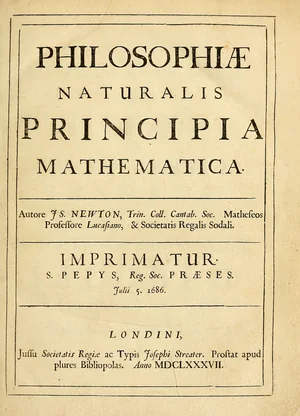 PHILOSOPHIÆ
NATURALIS
PRINCIPIA
MATHEMATICA.
Autore JS. NEWTON, Trin. Coll. Cantab. Soc. Matheseos
Professore Lucasiano, & Societatis Regalis Sodali.
IMPRIMATUR.
S. PEPYS, Reg. Soc. PRÆSES.
Julii 5. 1686.
LONDINI,
Jussu Societatis Regiæ ac Typis Josephi Streater. Prostat apud
plures Bibliopolas. Anno MDCLXXXVII.